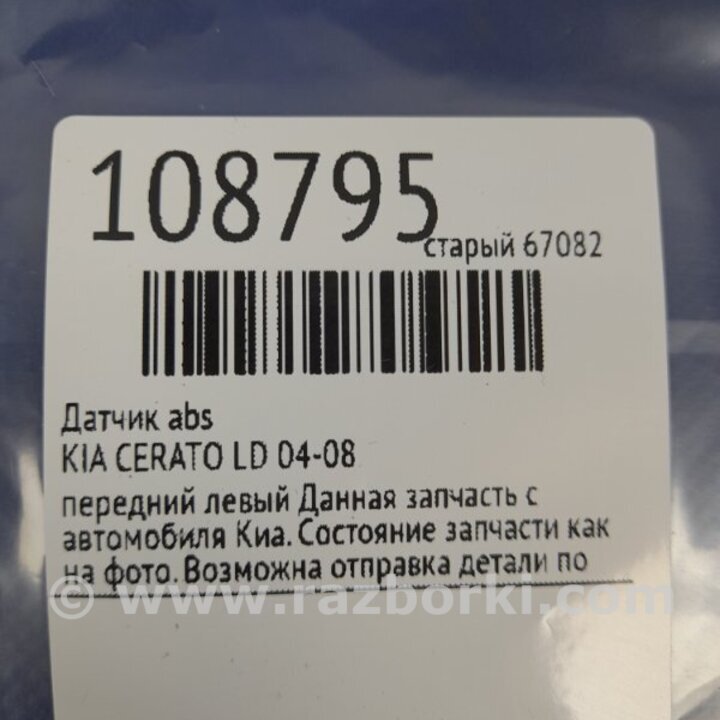 108795
старый 67082
Датчик abs
KIA CERATO LD 04-08
передний левый Данная запчасть с
автомобиля Киа. Состояние запчасти как
на фото. Возможна отправка детали по
© www.razborki.com